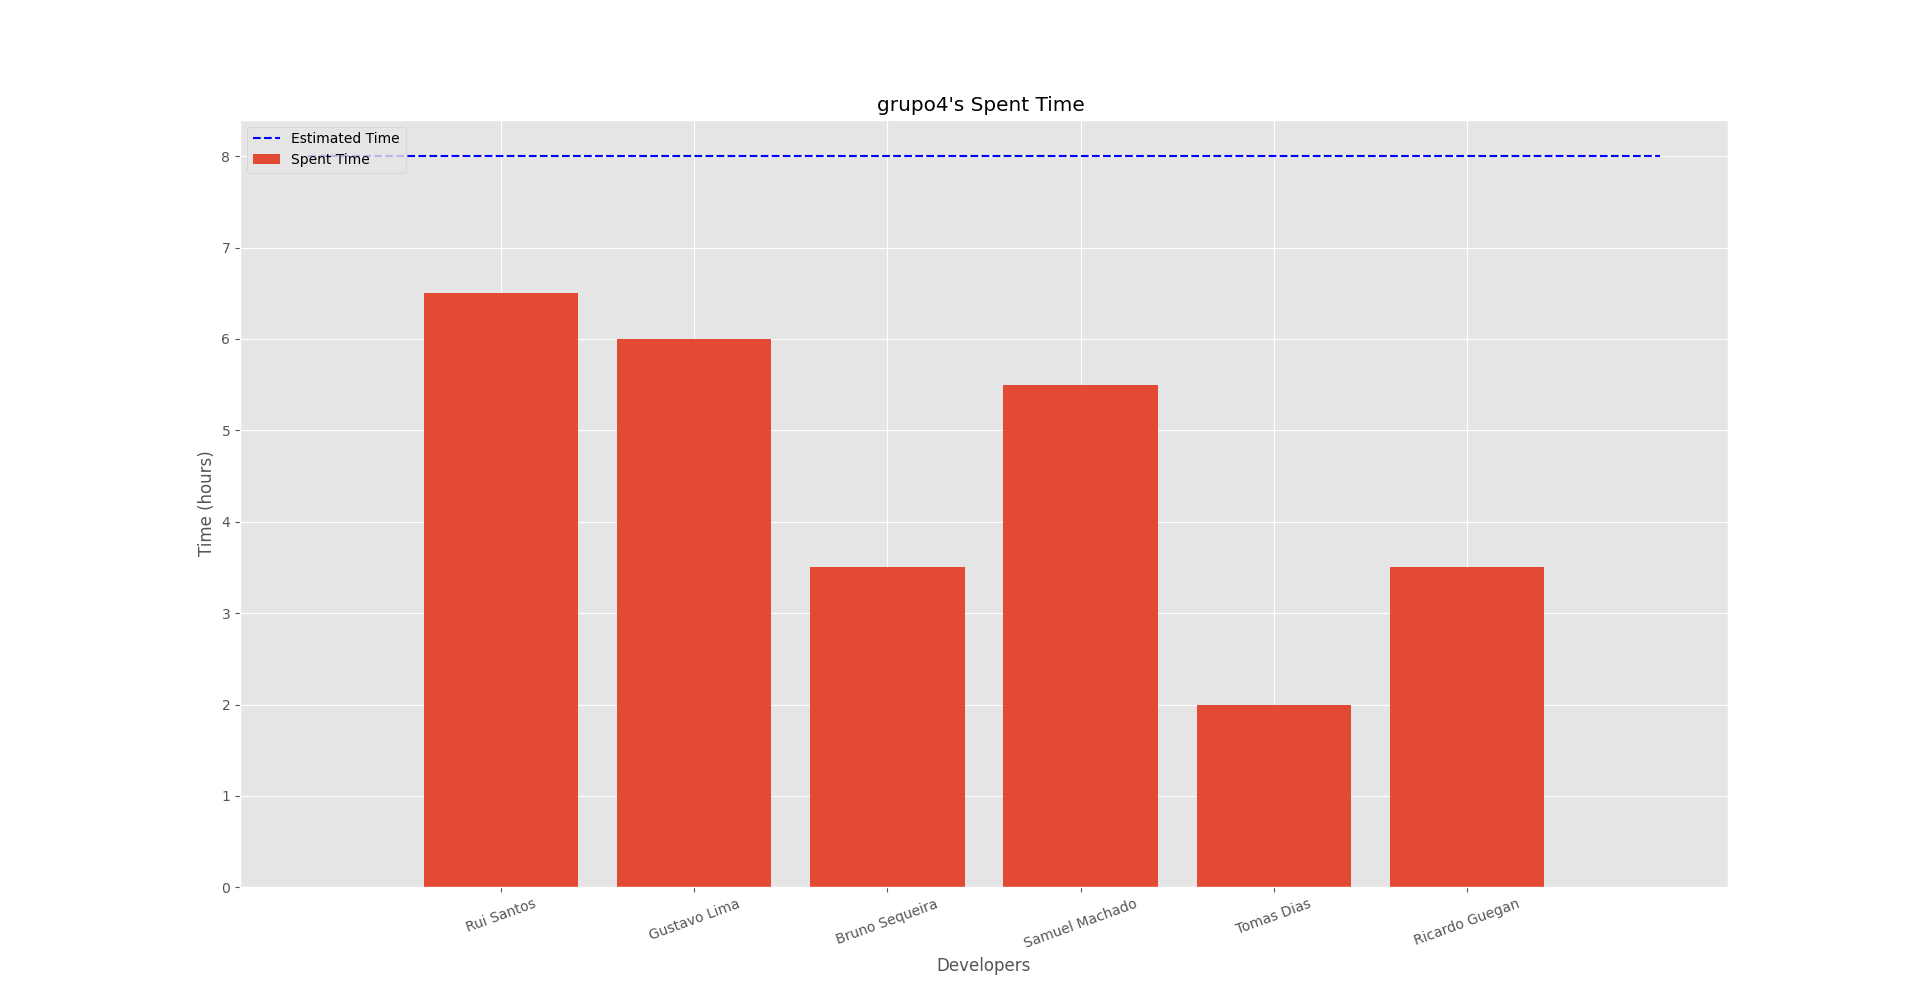 grupo4's Spent Time
Estimated Time
Spent Time
8
7
6
5
4
3
2
1
0
Time (hours)
Rui Santos
Gustavo Lima
Bruno Sequeira
Samuel Machado
Tomas Dias
Ricardo Guegan
Developers